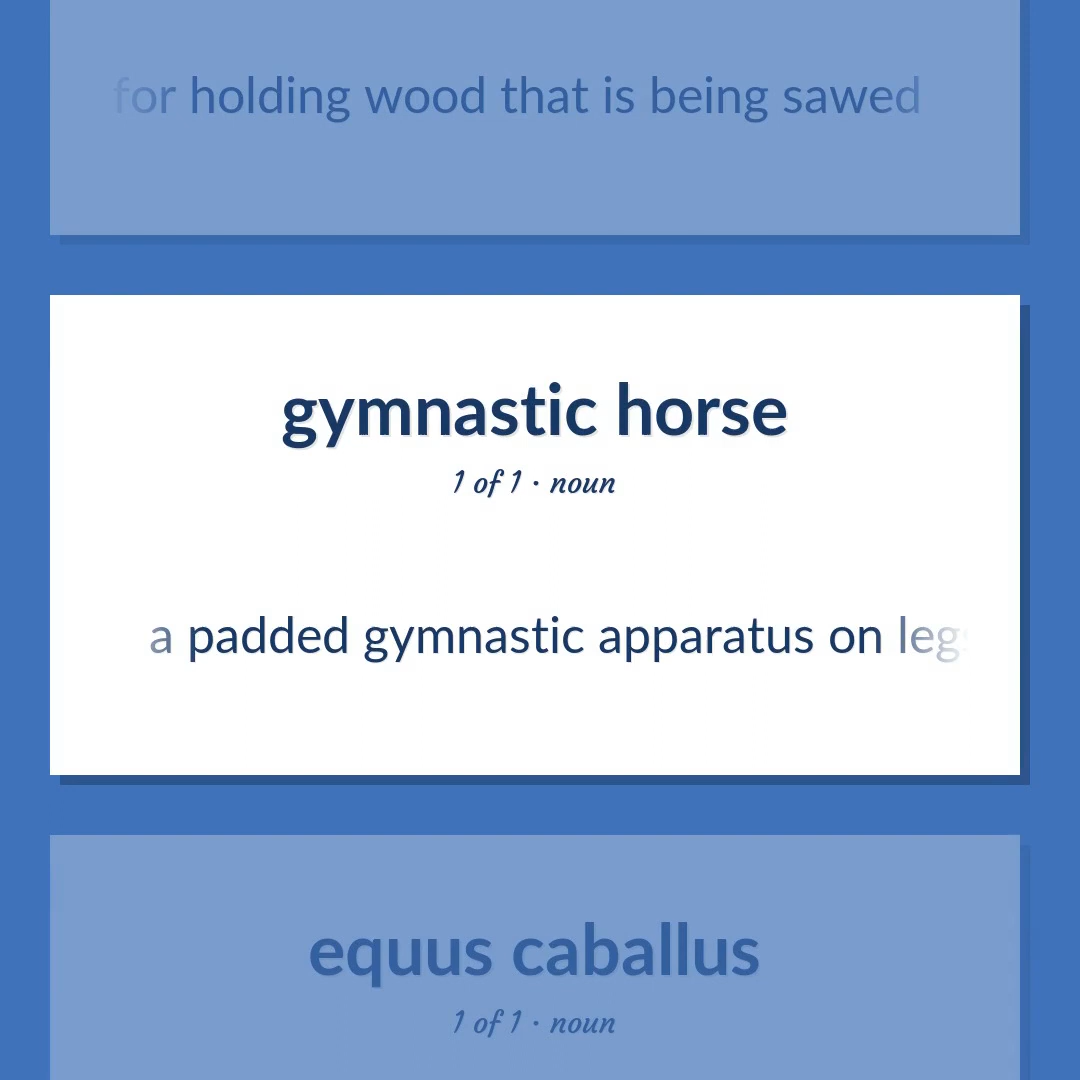 for holding wood that is being sawed
gymnastic horse
1 of 1 · noun
a padded gymnastic apparatus on legs
equus caballus
1 of 1 · noun